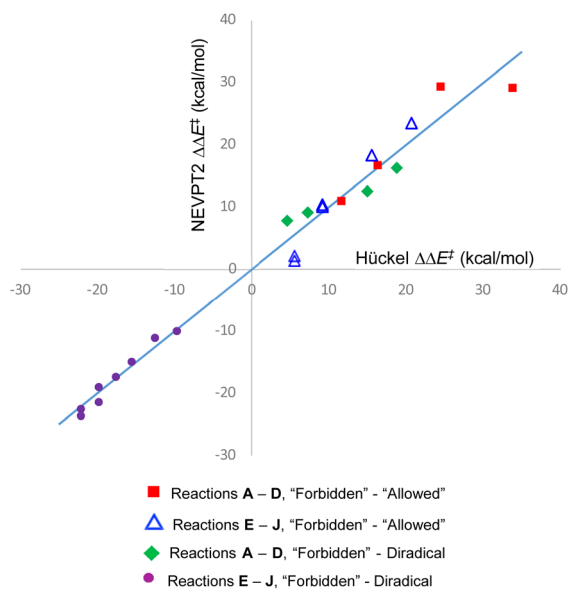 40
30
20
10
0
-10
-20
-30
NEVPT2 ΔΔE‡ (kcal/mol)
Hückel ΔΔE‡ (kcal/mol)
-30 -20 -10 0 10 20 30 40
Reactions A – D, “Forbidden” - “Allowed”
Reactions E – J, “Forbidden” - “Allowed”
Reactions A – D, “Forbidden” - Diradical
Reactions E – J, “Forbidden” - Diradical